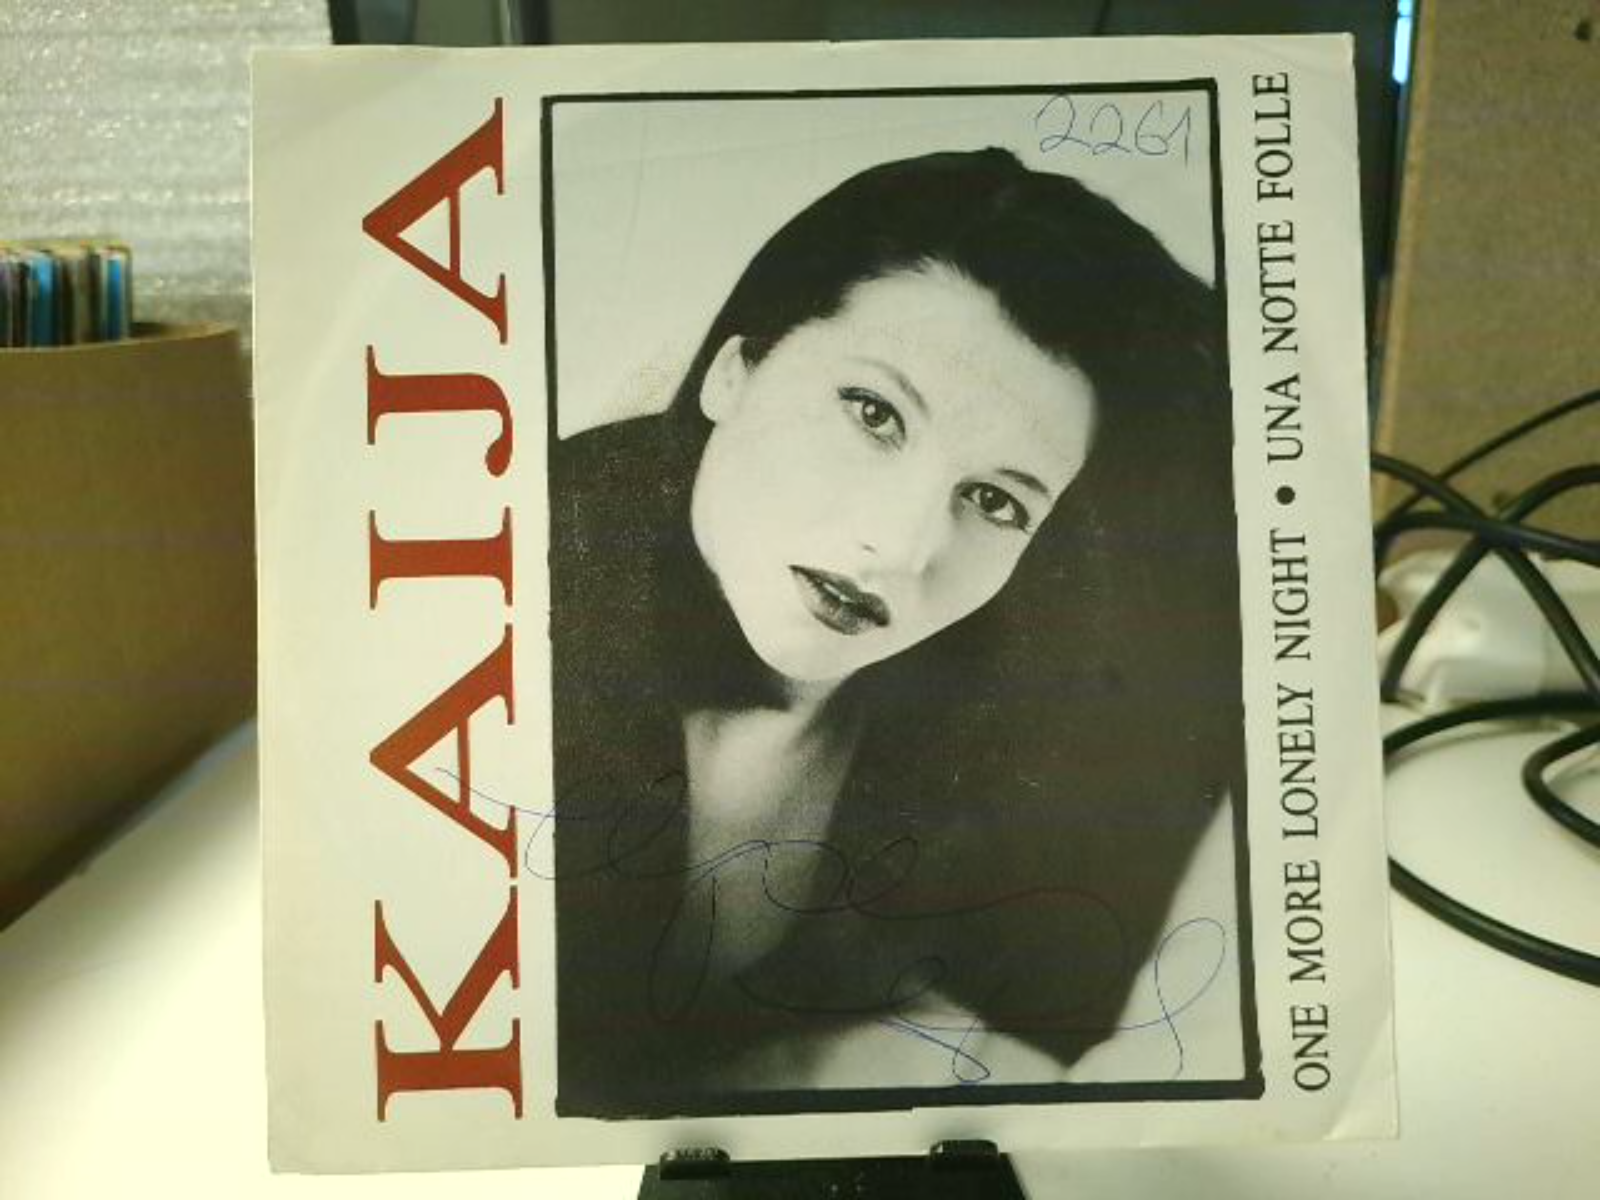 KAIJA
2261
ONE MORE LONELY NIGHT • UNA NOTTE FOLLE